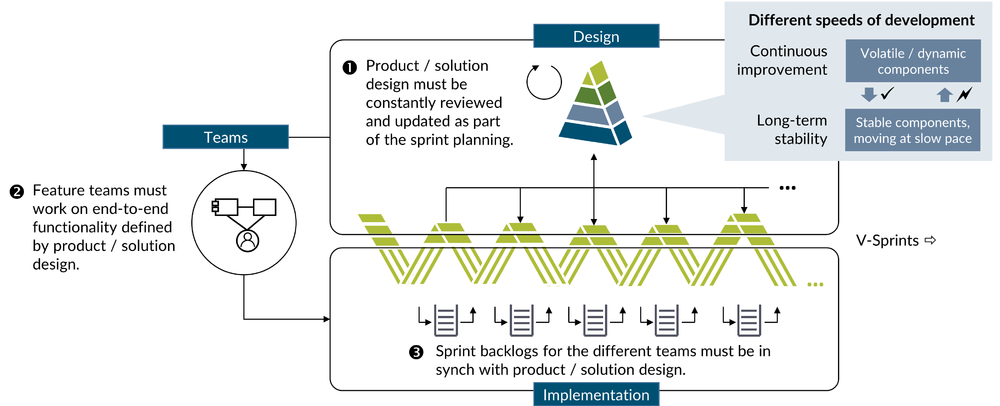 Different speeds of development
Continuous
improvement
Volatile / dynamic
components
Long-term
stability
Stable components,
moving at slow pace
Design
❶ Product / solution
design must be
constantly reviewed
and updated as part
of the sprint planning.
Teams
❷ Feature teams must
work on end-to-end
functionality defined
by product / solution
design.
...
V-Sprints ⇨
...
❸ Sprint backlogs for the different teams must be in
synch with product / solution design.
Implementation